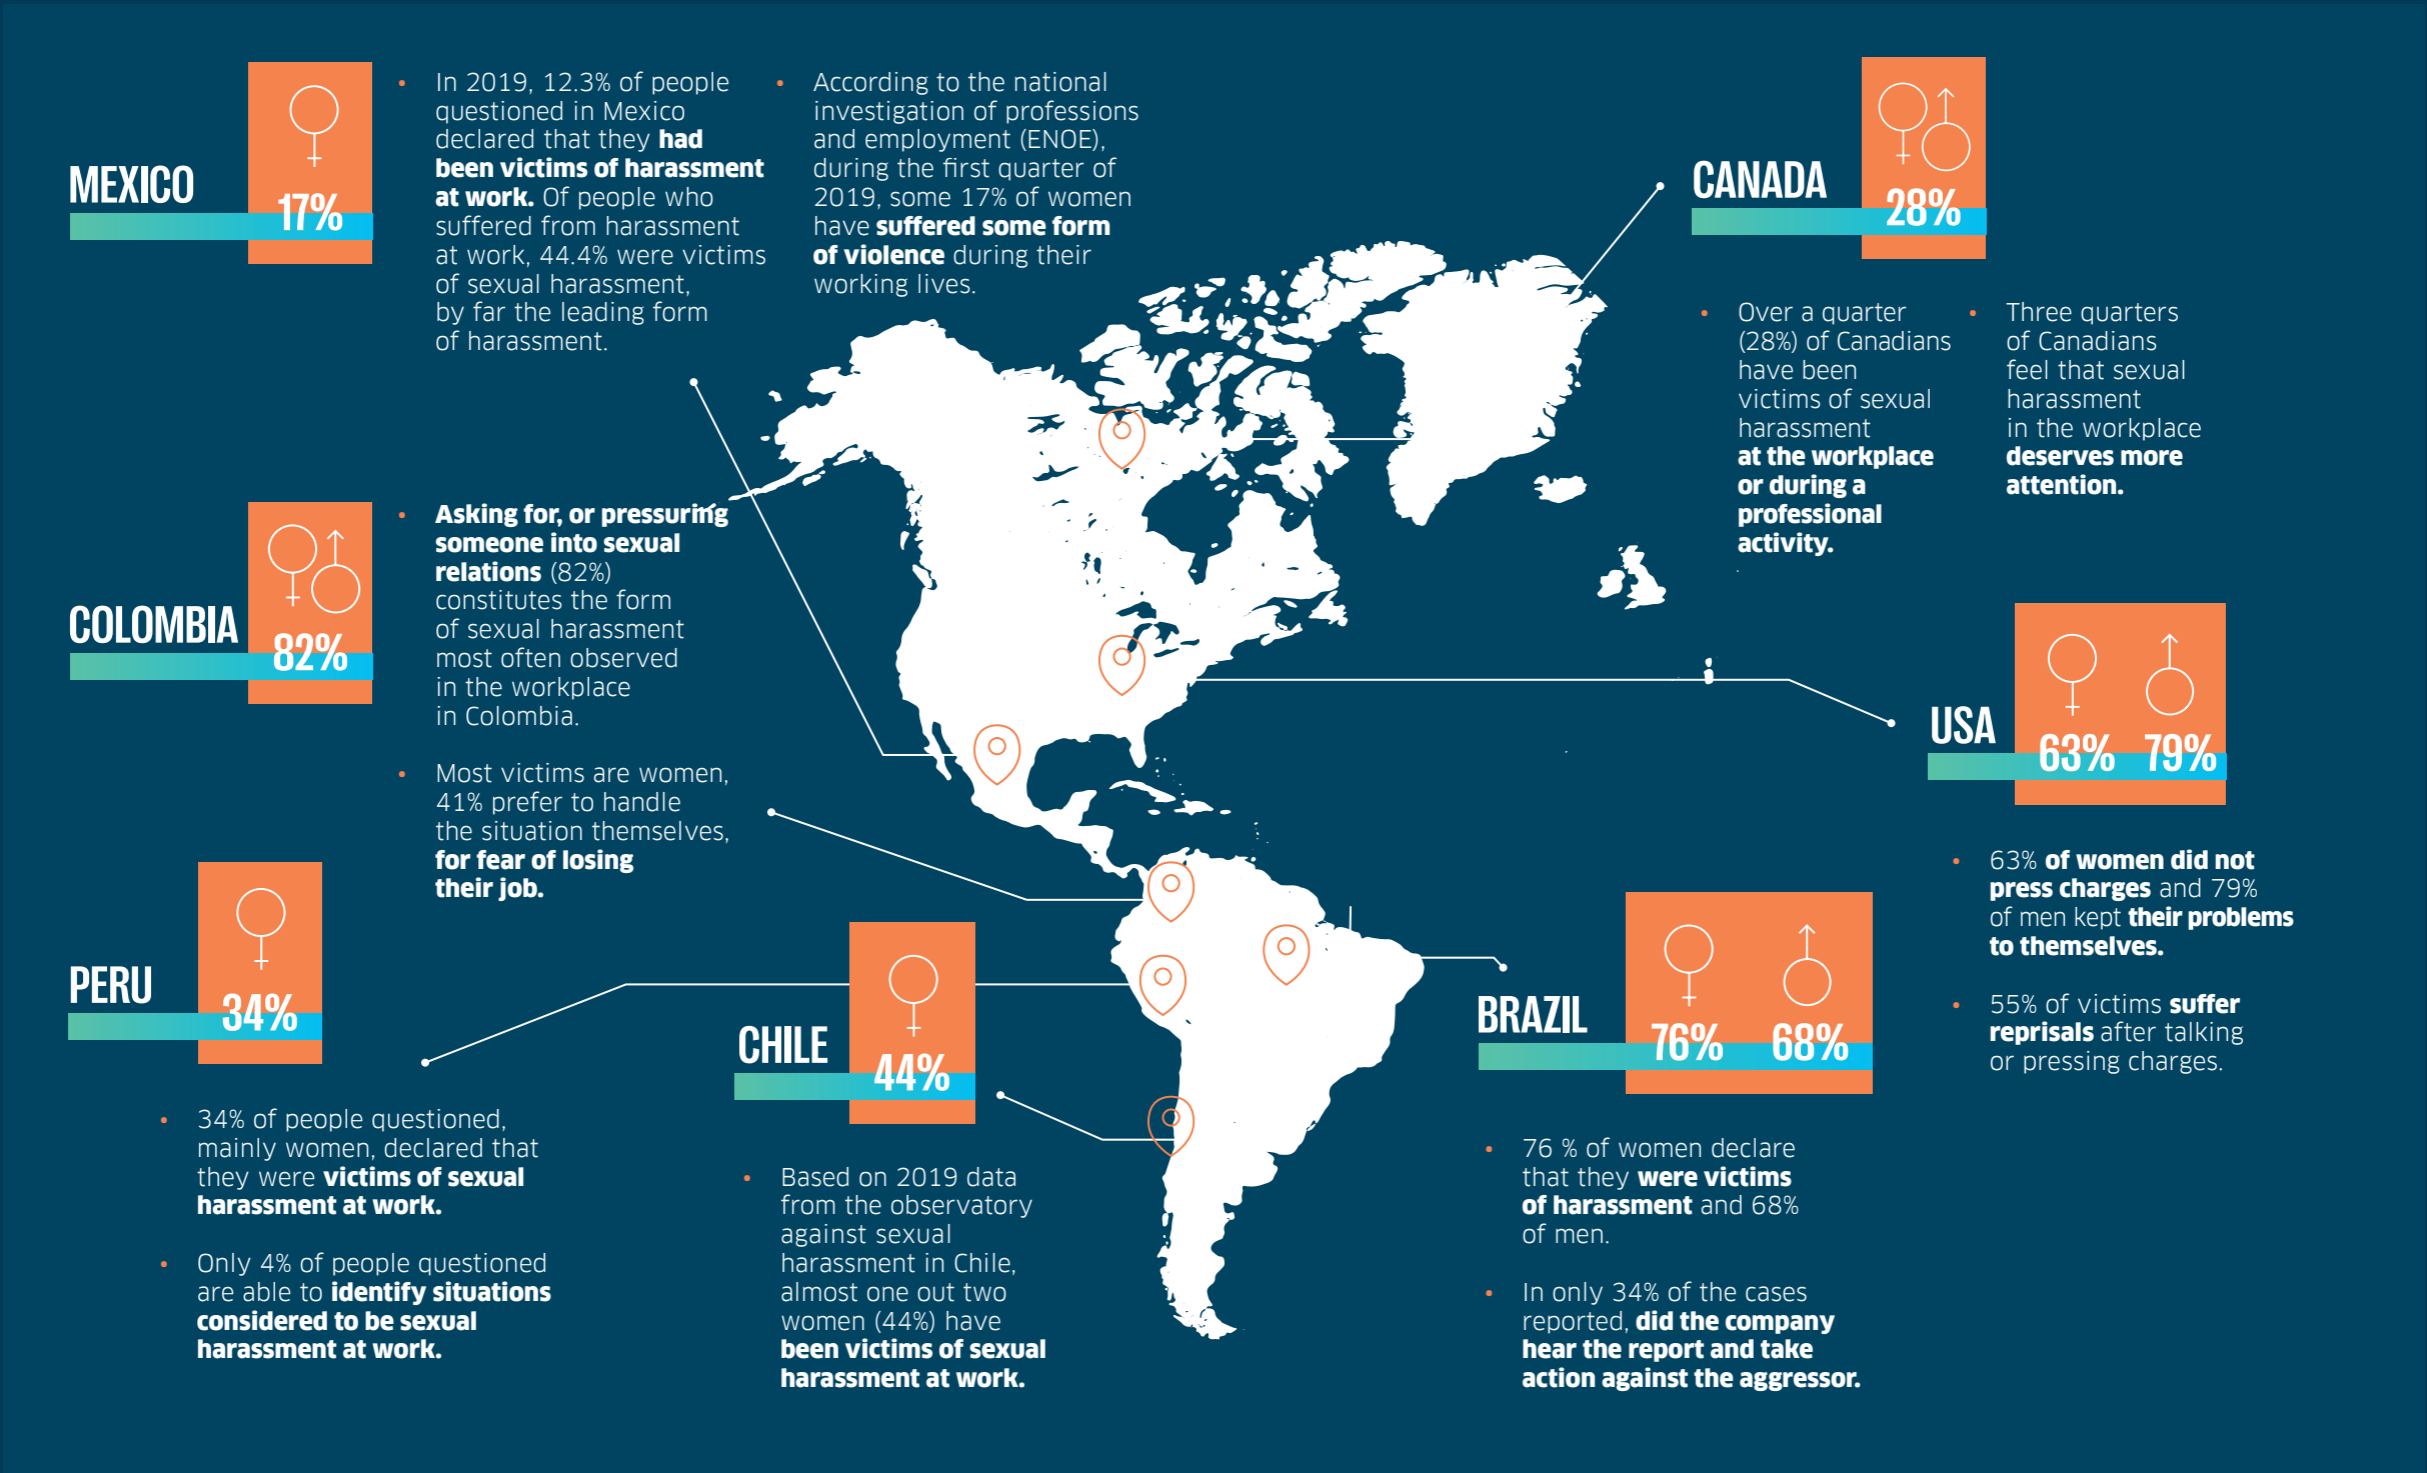 MEXICO
17%
• In 2019, 12.3% of people
questioned in Mexico
declared that they had
been victims of harassment
at work. Of people who
suffered from harassment
at work, 44.4% were victims
of sexual harassment,
by far the leading form
of harassment.
• According to the national
investigation of professions
and employment (ENOE),
during the first quarter of
2019, some 17% of women
have suffered some form
of violence during their
working lives.
CANADA
28%
• Over a quarter
(28%) of Canadians
have been
victims of sexual
harassment
at the workplace
or during a
professional
activity.
• Three quarters
of Canadians
feel that sexual
harassment
in the workplace
deserves more
attention.
COLOMBIA
82%
• Asking for, or pressuring
someone into sexual
relations (82%)
constitutes the form
of sexual harassment
most often observed
in the workplace
in Colombia.
• Most victims are women,
41% prefer to handle
the situation themselves,
for fear of losing
their job.
USA
63% 79%
• 63% of women did not
press charges and 79%
of men kept their problems
to themselves.
• 55% of victims suffer
reprisals after talking
or pressing charges.
PERU
34%
• 34% of people questioned,
mainly women, declared that
they were victims of sexual
harassment at work.
• Only 4% of people questioned
are able to identify situations
considered to be sexual
harassment at work.
CHILE
44%
• Based on 2019 data
from the observatory
against sexual
harassment in Chile,
almost one out two
women (44%) have
been victims of sexual
harassment at work.
BRAZIL
76% 68%
• 76 % of women declare
that they were victims
of harassment and 68%
of men.
• In only 34% of the cases
reported, did the company
hear the report and take
action against the aggressor.